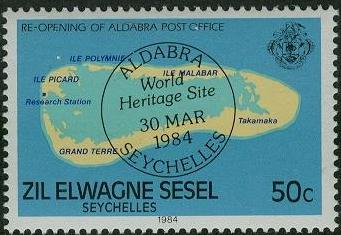 RE-OPENING OF ALDABRA POST OFFICE
ILE POLYMNIE
ALDABRA
ILE PICARD
ILE MALABAR
World
Heritage Site
Research Station
30 MAR
1984
Takamaka
GRAND TERRE
SEYCHELLES
ZIL ELWAGNE SESEL
50c
SEYCHELLES
1984